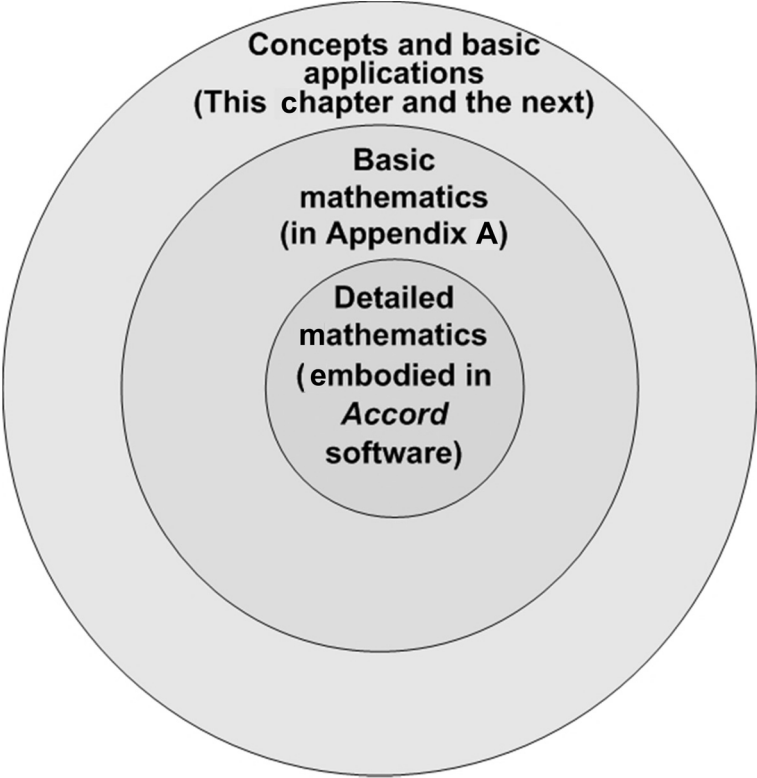 Concepts and basic
applications
(This chapter and the next)
Basic
mathematics
(in Appendix A)
Detailed
mathematics
(embodied in
Accord
software)